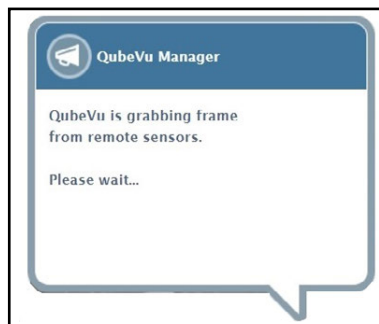 QubeVu Manager
QubeVu is grabbing frame
from remote sensors.
Please wait...